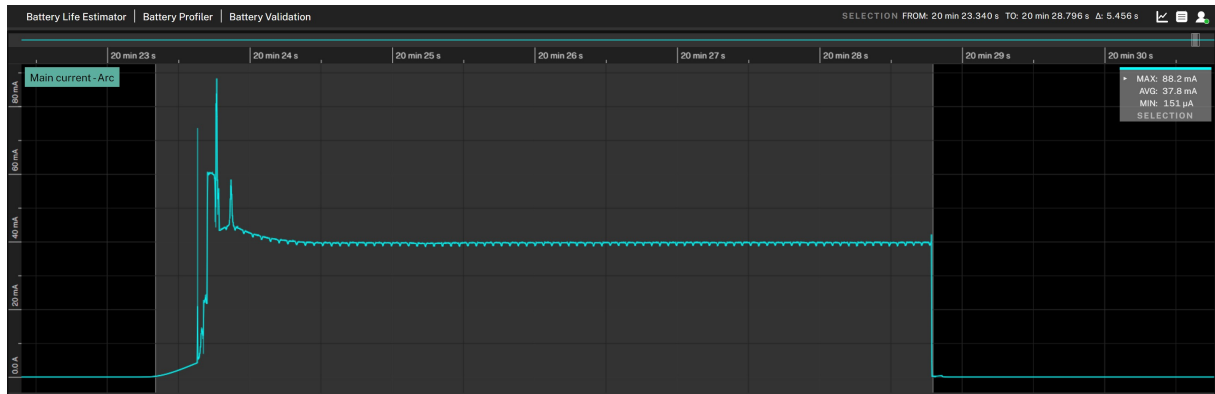 Battery Life Estimator | Battery Profiler | Battery Validation
SELECTION FROM: 20 min 23.340 s TO: 20 min 28.796 s Δ: 5.456 s
20 min 23 s 20 min 24 s 20 min 25 s 20 min 26 s 20 min 27 s 20 min 28 s 20 min 29 s 20 min 30 s
Main current - Arc
MAX: 88.2 mA
AVG: 37.8 mA
MIN: 151 µA
SELECTION
80 mA
60 mA
40 mA
20 mA
0.0 A